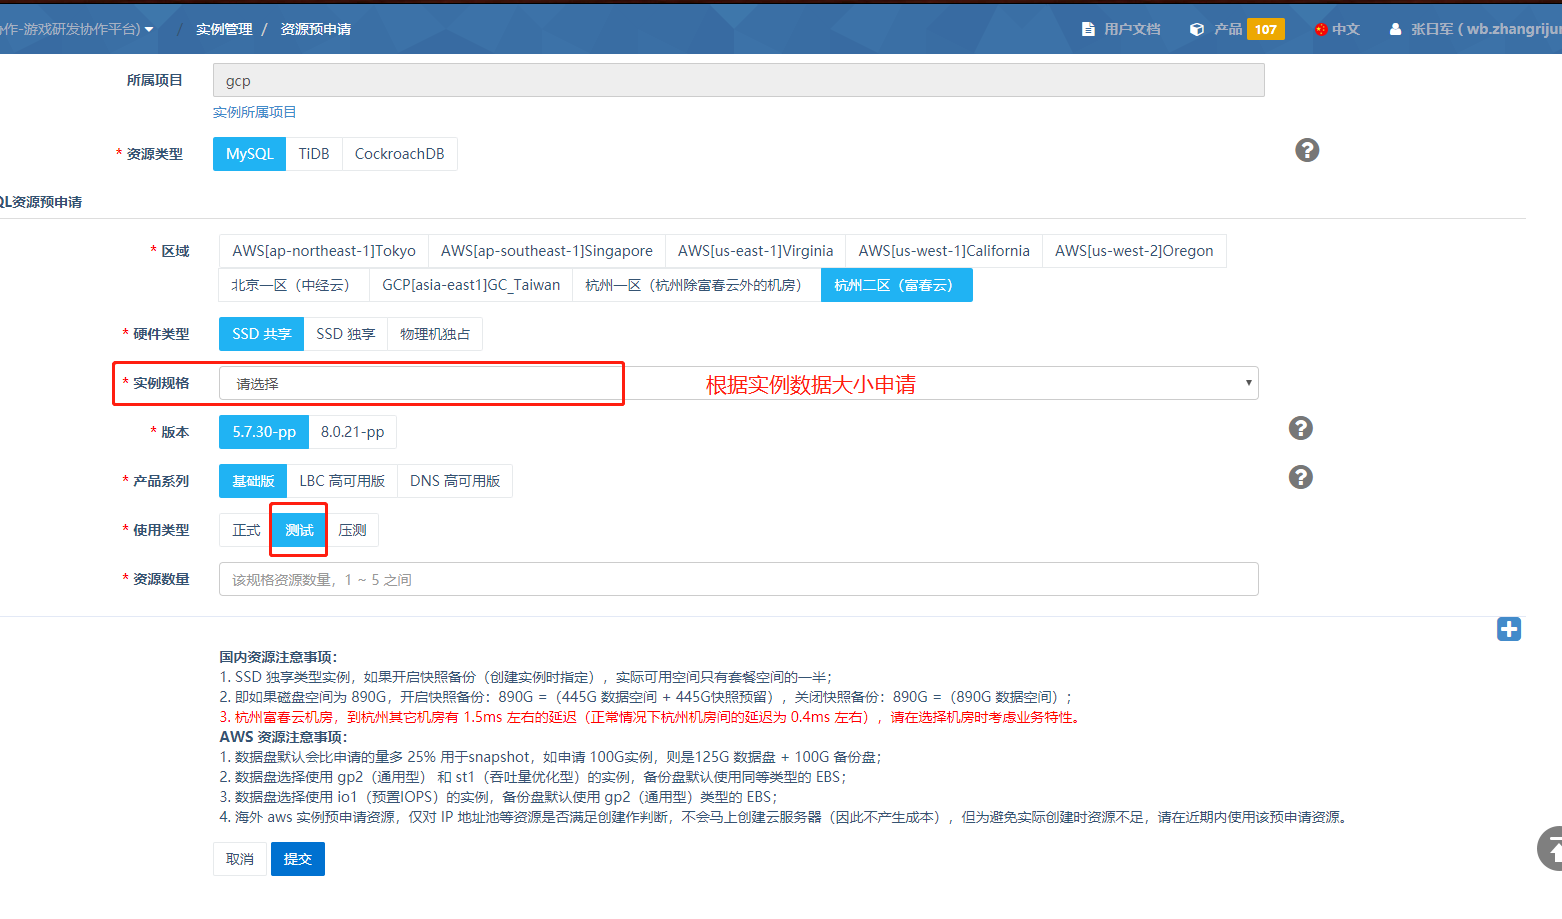 协作-游戏研发协作平台) / 实例管理 / 资源预申请 用户文档 产品 107 中文 张日军 ( wb.zhangrijun
所属项目 gcp
实例所属项目
* 资源类型 MySQL TiDB CockroachDB
QL资源预申请
* 区域 AWS[ap-northeast-1]Tokyo AWS[ap-southeast-1]Singapore AWS[us-east-1]Virginia AWS[us-west-1]California AWS[us-west-2]Oregon
北京一区（中经云） GCP[asia-east1]GC_Taiwan 杭州一区（杭州除富春云外的机房） 杭州二区（富春云）
* 硬件类型 SSD 共享 SSD 独享 物理机独占
* 实例规格 请选择 根据实例数据大小申请
* 版本 5.7.30-pp 8.0.21-pp
* 产品系列 基础版 LBC 高可用版 DNS 高可用版
* 使用类型 正式 测试 压测
* 资源数量 该规格资源数量，1 ~ 5 之间
国内资源注意事项：
1. SSD 独享类型实例，如果开启快照备份（创建实例时指定），实际可用空间只有套餐空间的一半；
2. 即如果磁盘空间为 890G，开启快照备份：890G =（445G 数据空间 + 445G快照预留），关闭快照备份：890G =（890G 数据空间）；
3. 杭州富春云机房，到杭州其它机房有 1.5ms 左右的延迟（正常情况下杭州机房间的延迟为 0.4ms 左右），请在选择机房时考虑业务特性。
AWS 资源注意事项：
1. 数据盘默认会比申请的量多 25% 用于snapshot，如申请 100G实例，则是125G 数据盘 + 100G 备份盘；
2. 数据盘选择使用 gp2（通用型） 和 st1（吞吐量优化型）的实例，备份盘默认使用同等类型的 EBS；
3. 数据盘选择使用 io1（预置IOPS）的实例，备份盘默认使用 gp2（通用型）类型的 EBS；
4. 海外 aws 实例预申请资源，仅对 IP 地址池等资源是否满足创建作判断，不会马上创建云服务器（因此不产生成本），但为避免实际创建时资源不足，请在近期内使用该预申请资源。
取消 提交